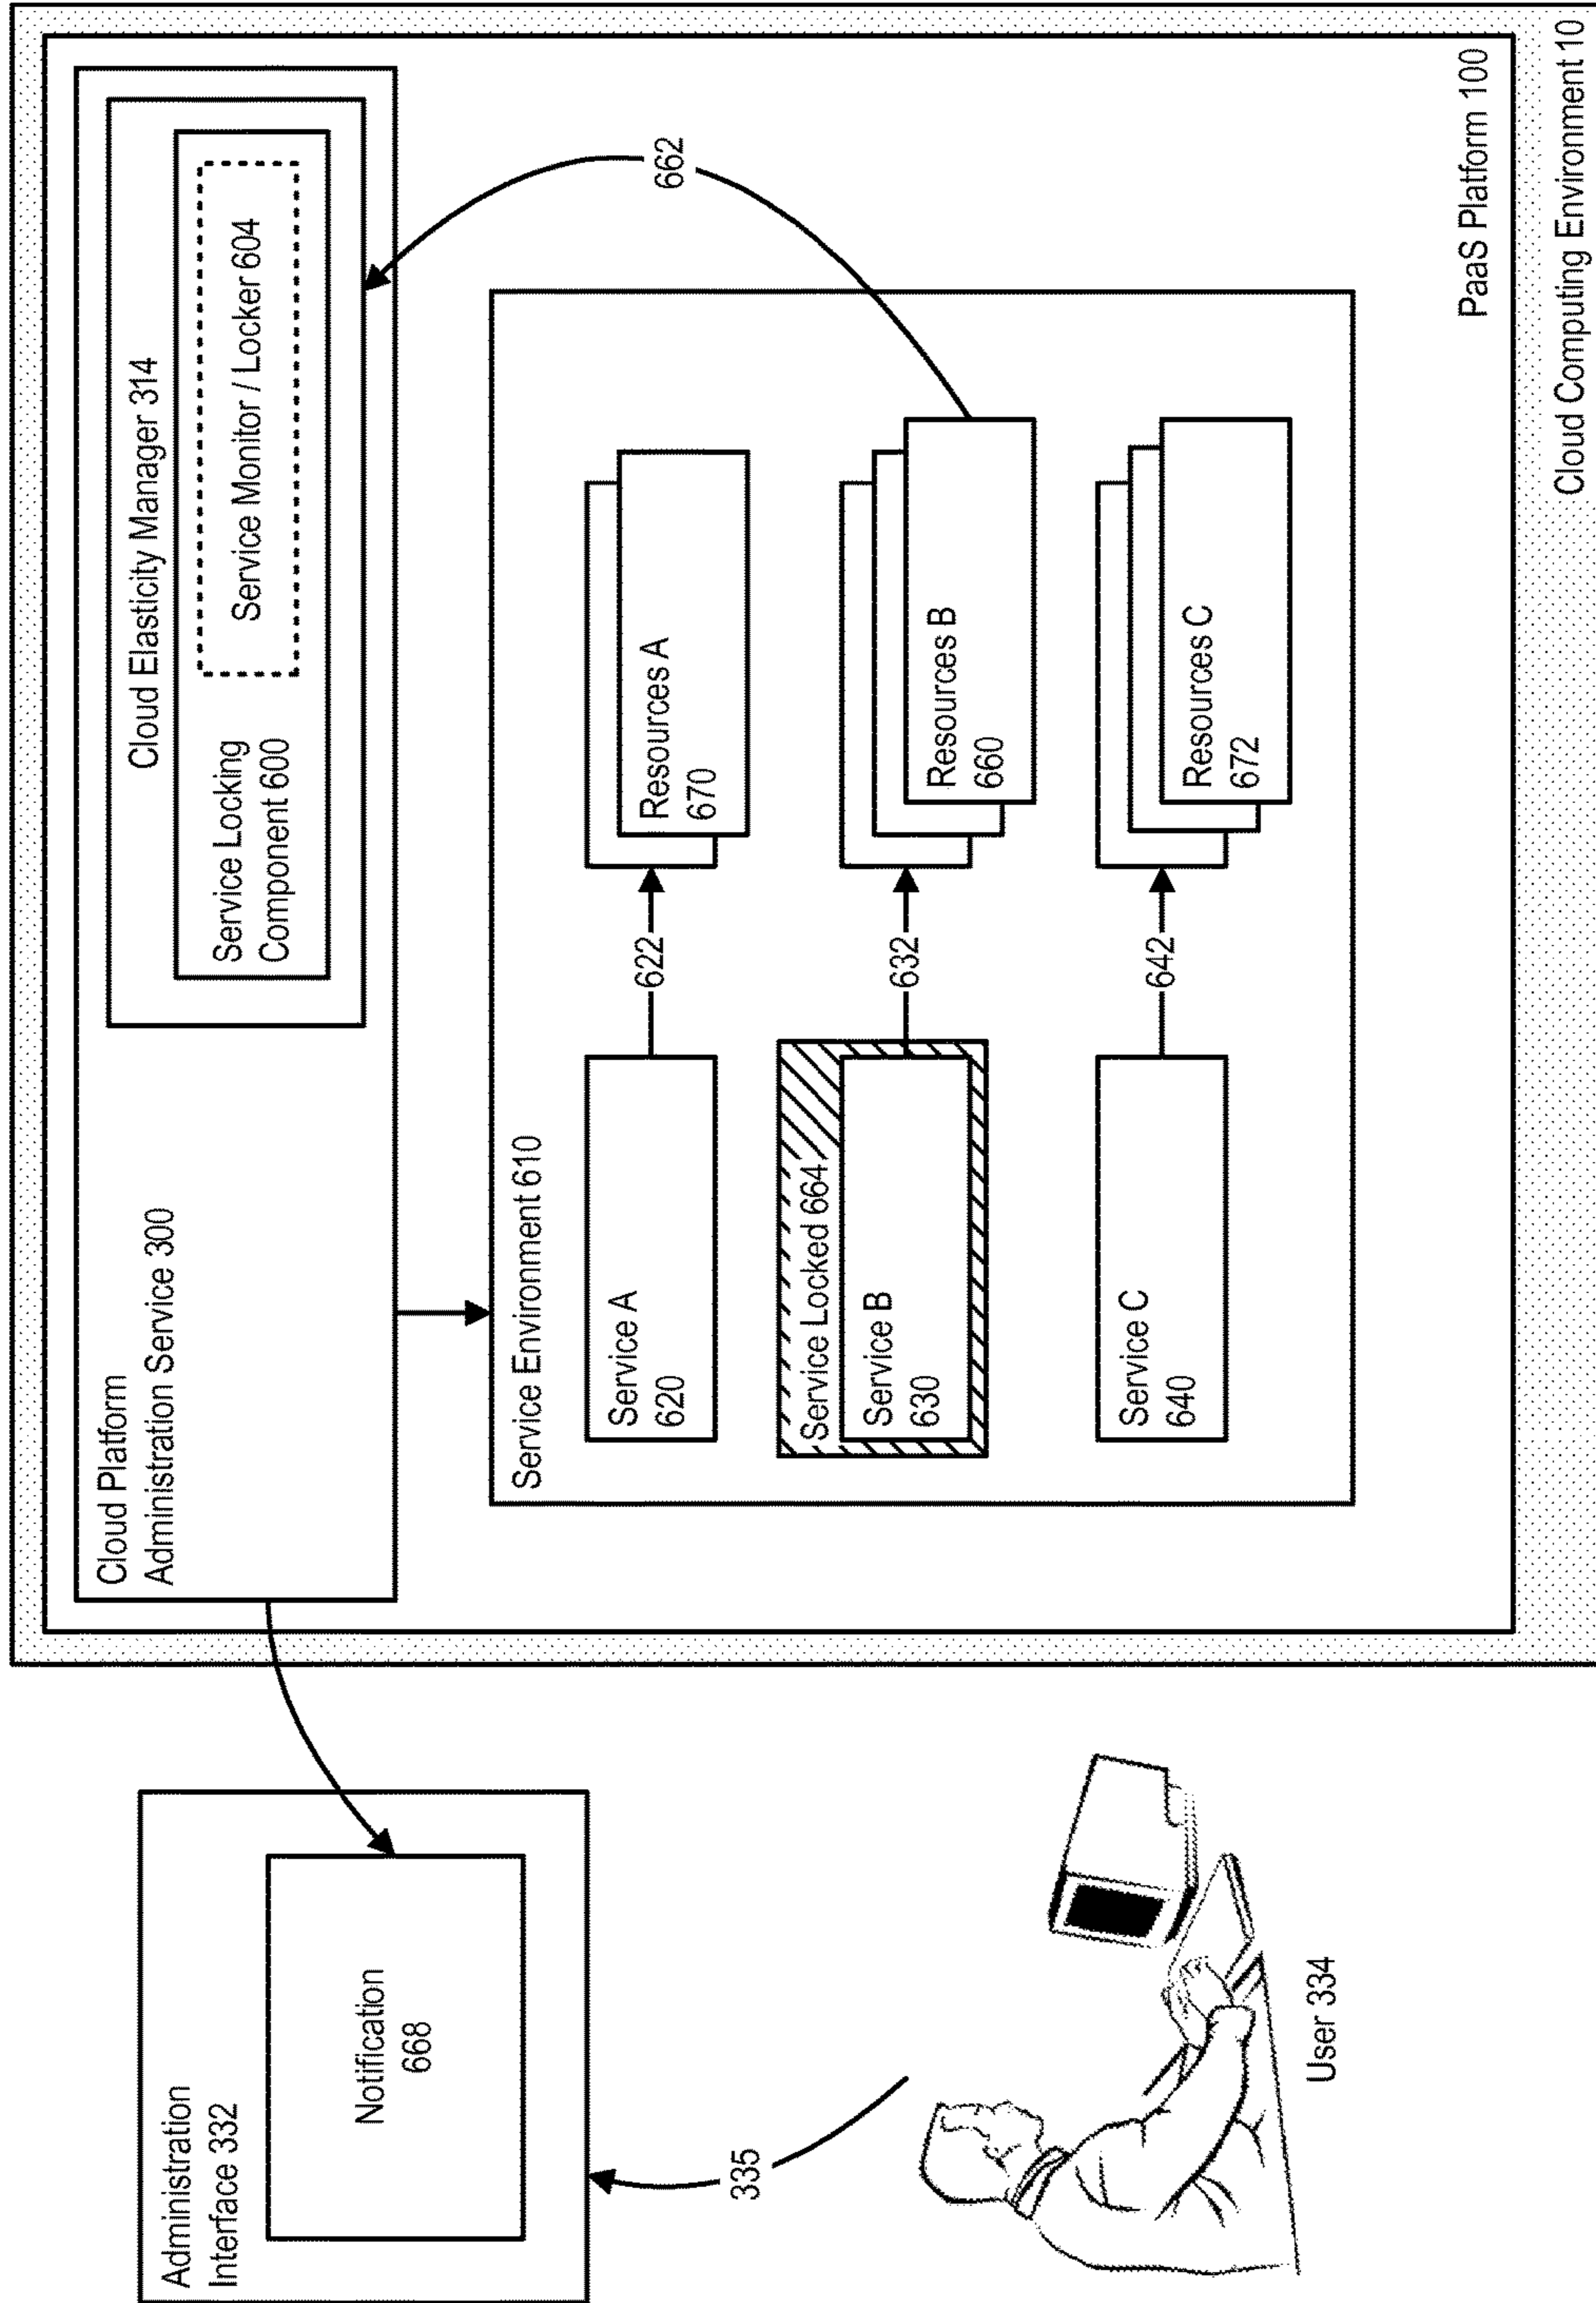 Administration
Interface 332
Notification
668
335
User 334
Cloud Platform
Administration Service 300
Cloud Elasticity Manager 314
Service Locking
Component 600
Service Monitor / Locker 604
662
Service Environment 610
Service A
620
622
Resources A
670
Service Locked 664
Service B
630
632
Resources B
660
Service C
640
642
Resources C
672
PaaS Platform 100
Cloud Computing Environment 10